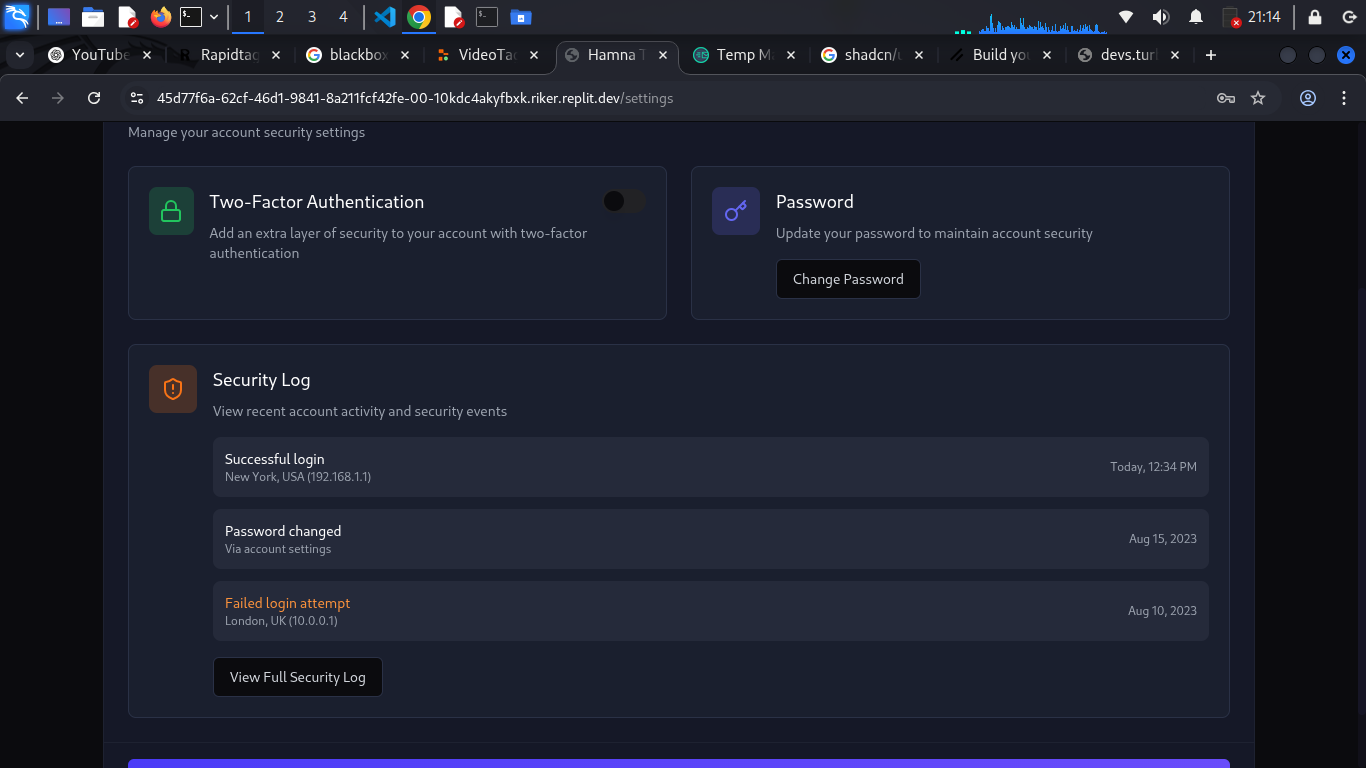 1 2 3 4
21:14
YouTube
Rapidtag
blackbox
VideoTac
Hamna T
Temp M
shadcn/u
Build you
devs.turl
45d77f6a-62cf-46d1-9841-8a211fcf42fe-00-10kdc4akyfbxk.riker.replit.dev/settings
Manage your account security settings
Two-Factor Authentication
Add an extra layer of security to your account with two-factor
authentication
Password
Update your password to maintain account security
Change Password
Security Log
View recent account activity and security events
Successful login
New York, USA (192.168.1.1)
Today, 12:34 PM
Password changed
Via account settings
Aug 15, 2023
Failed login attempt
London, UK (10.0.0.1)
Aug 10, 2023
View Full Security Log